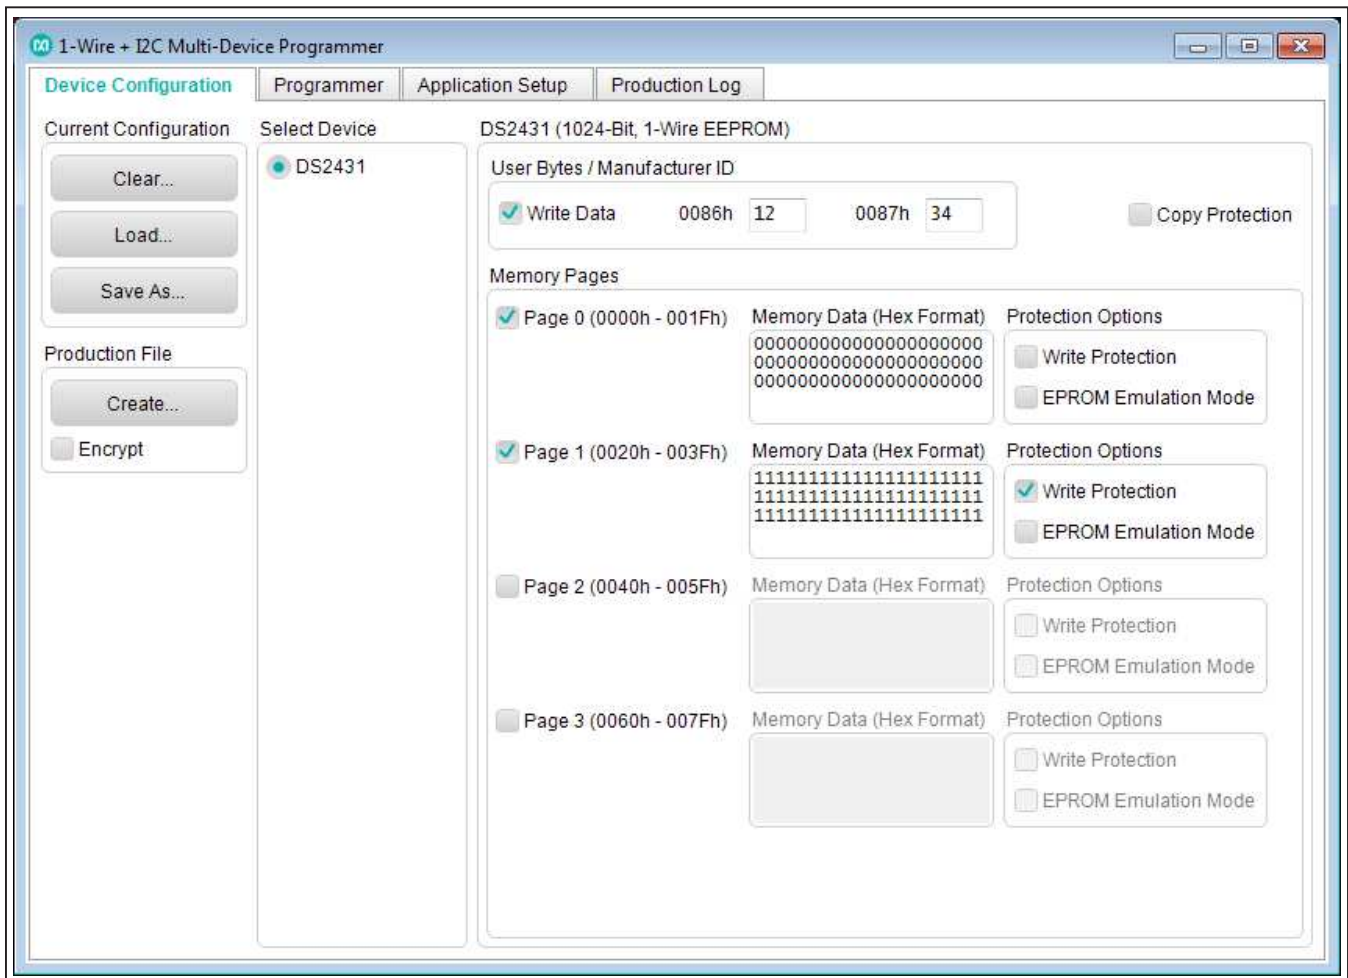 1-Wire + I2C Multi-Device Programmer
Device Configuration
Programmer
Application Setup
Production Log
Current Configuration
Clear...
Load...
Save As...
Production File
Create...
Encrypt
Select Device
DS2431
DS2431 (1024-Bit, 1-Wire EEPROM)
User Bytes / Manufacturer ID
Write Data 0086h 12 0087h 34
Copy Protection
Memory Pages
Page 0 (0000h - 001Fh)
Memory Data (Hex Format)
000000000000000000000
000000000000000000000
000000000000000000000
Protection Options
Write Protection
EPROM Emulation Mode
Page 1 (0020h - 003Fh)
Memory Data (Hex Format)
111111111111111111111
111111111111111111111
111111111111111111111
Protection Options
Write Protection
EPROM Emulation Mode
Page 2 (0040h - 005Fh)
Memory Data (Hex Format)
Protection Options
Write Protection
EPROM Emulation Mode
Page 3 (0060h - 007Fh)
Memory Data (Hex Format)
Protection Options
Write Protection
EPROM Emulation Mode